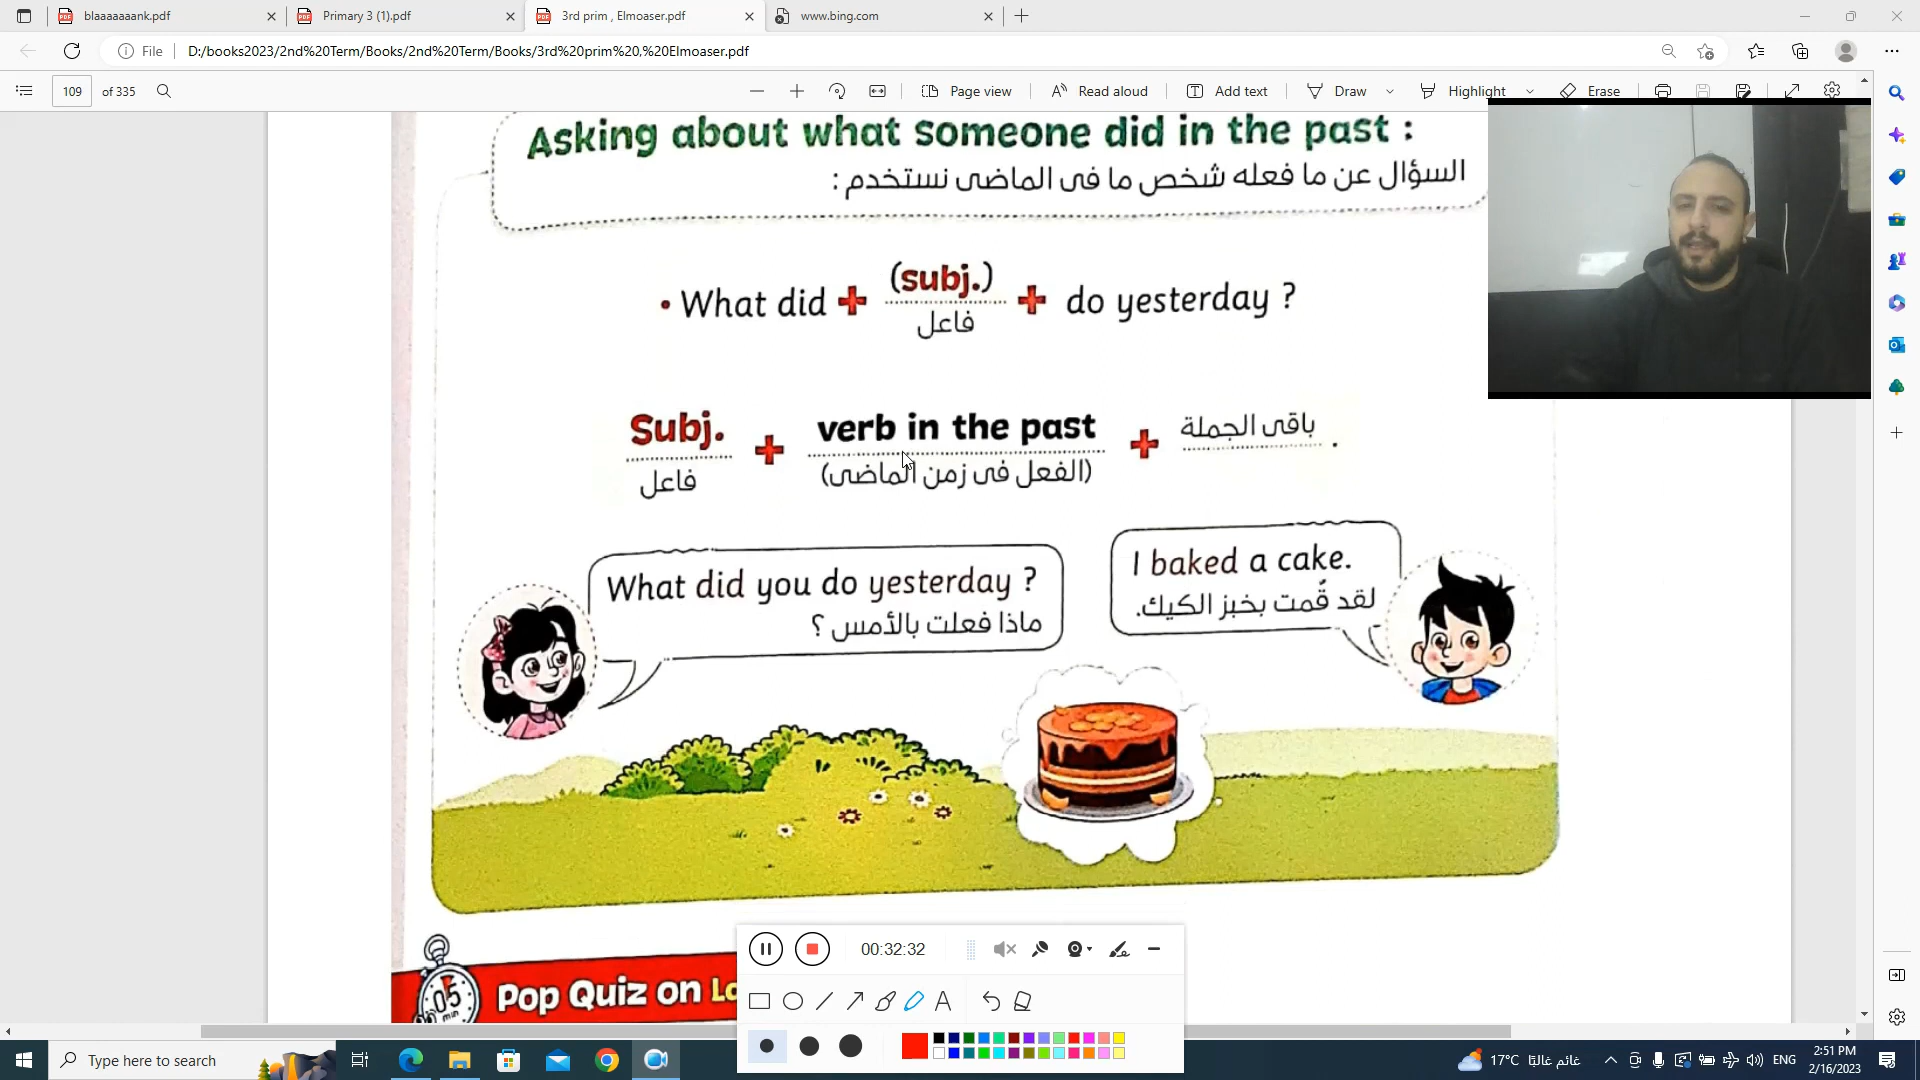 blaaaaaaank.pdf
Primary 3 (1).pdf
3rd prim , Elmoaser.pdf
www.bing.com
File
D:/books2023/2nd%20Term/Books/2nd%20Term/Books/3rd%20prim%20,%20Elmoaser.pdf
109 of 335
Page view
Read aloud
Add text
Draw
Highlight
Erase
Asking about what someone did in the past :
السؤال عن ما فعله شخص ما فى الماضى نستخدم :
• What did + (subj.) + do yesterday ?
فاعل
Subj. + verb in the past + باقى الجملة .
فاعل
(الفعل فى زمن الماضى)
What did you do yesterday ?
ماذا فعلت بالأمس ؟
I baked a cake.
لقد قُمت بخبز الكيك.
05
min
Pop Quiz on
00:32:32
A
Type here to search
17°C
غائم غالبًا
ENG
2:51 PM
2/16/2023